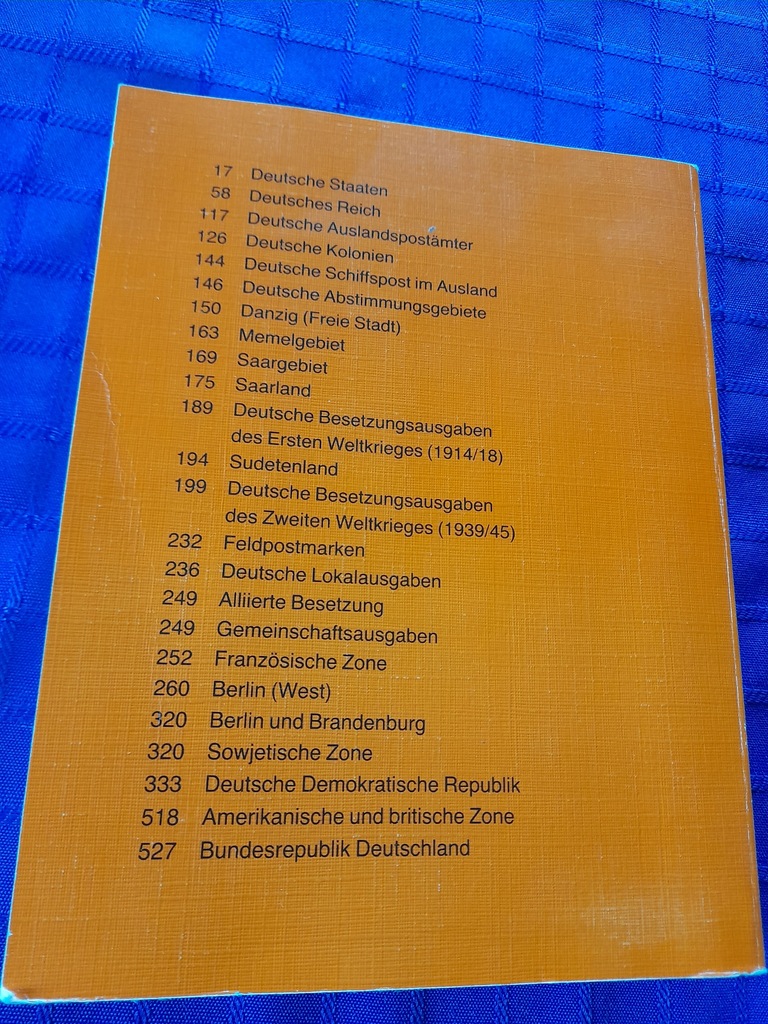 17 Deutsche Staaten
58 Deutsches Reich
117 Deutsche Auslandspostämter
126 Deutsche Kolonien
144 Deutsche Schiffspost im Ausland
146 Deutsche Abstimmungsgebiete
150 Danzig (Freie Stadt)
163 Memelgebiet
169 Saargebiet
175 Saarland
189 Deutsche Besetzungsausgaben
des Ersten Weltkrieges (1914/18)
194 Sudetenland
199 Deutsche Besetzungsausgaben
des Zweiten Weltkrieges (1939/45)
232 Feldpostmarken
236 Deutsche Lokalausgaben
249 Alliierte Besetzung
249 Gemeinschaftsausgaben
252 Französische Zone
260 Berlin (West)
320 Berlin und Brandenburg
320 Sowjetische Zone
333 Deutsche Demokratische Republik
518 Amerikanische und britische Zone
527 Bundesrepublik Deutschland